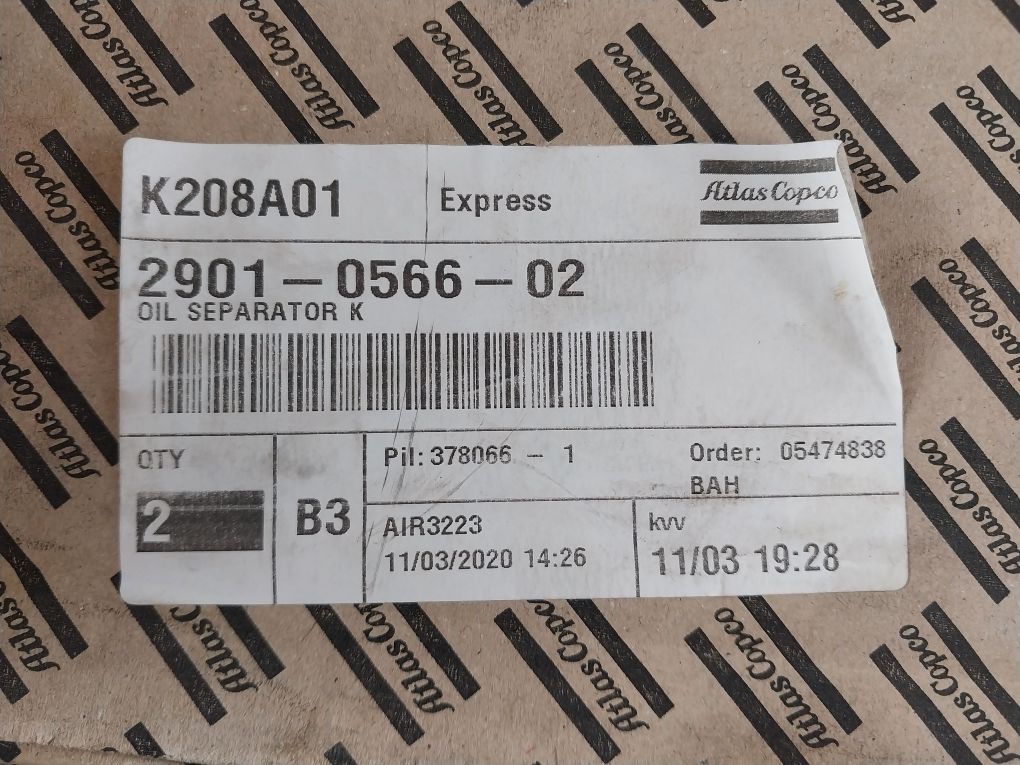 K208A01
Express
Atlas Copco
2901-0566-02
OIL SEPARATOR K
QTY
2
B3
Pil: 378066 - 1
Order: 05474838
BAH
AIR3223
11/03/2020 14:26
kvv
11/03 19:28